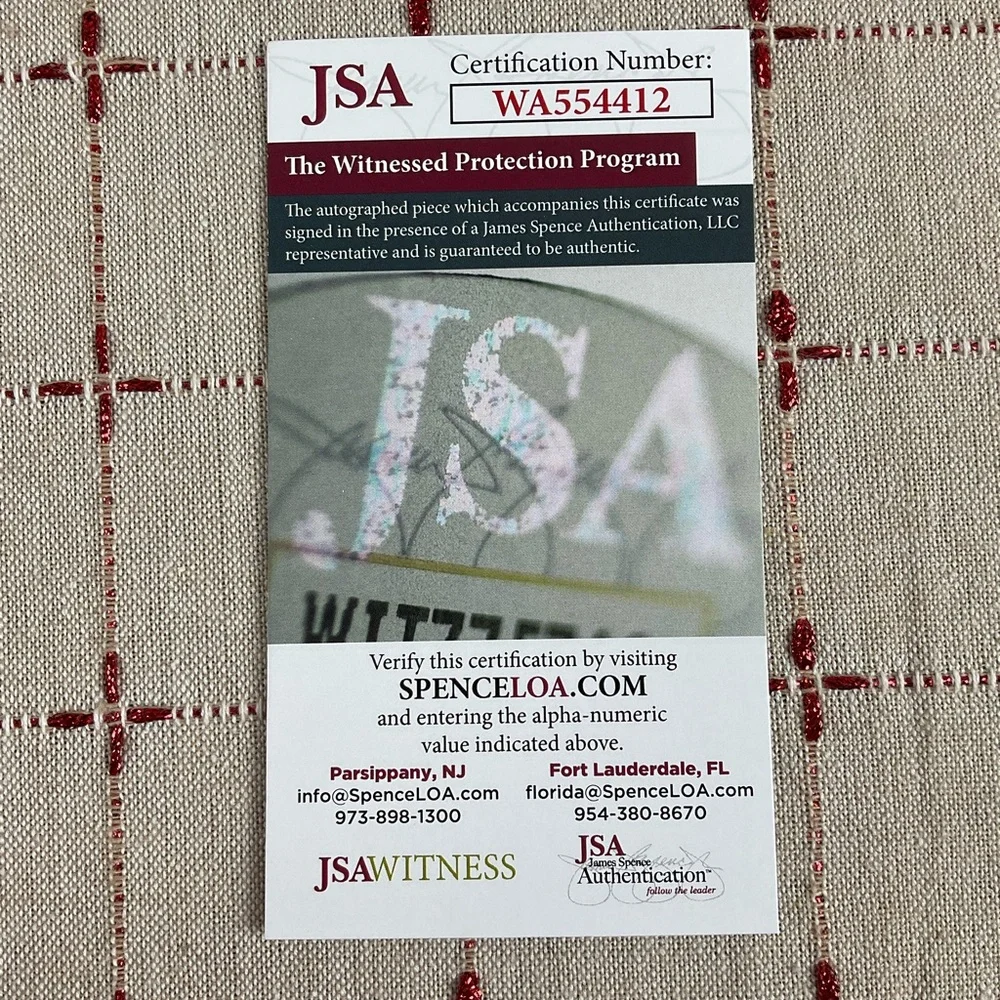 JSA
Certification Number:
WA554412
The Witnessed Protection Program
The autographed piece which accompanies this certificate was
signed in the presence of a James Spence Authentication, LLC
representative and is guaranteed to be authentic.
JSA
Verify this certification by visiting
SPENCELOA.COM
and entering the alpha-numeric
value indicated above.
Parsippany, NJ
info@SpenceLOA.com
973-898-1300
Fort Lauderdale, FL
florida@SpenceLOA.com
954-380-8670
JSAWITNESS
JSA
James Spence
Authentication™
follow the leader